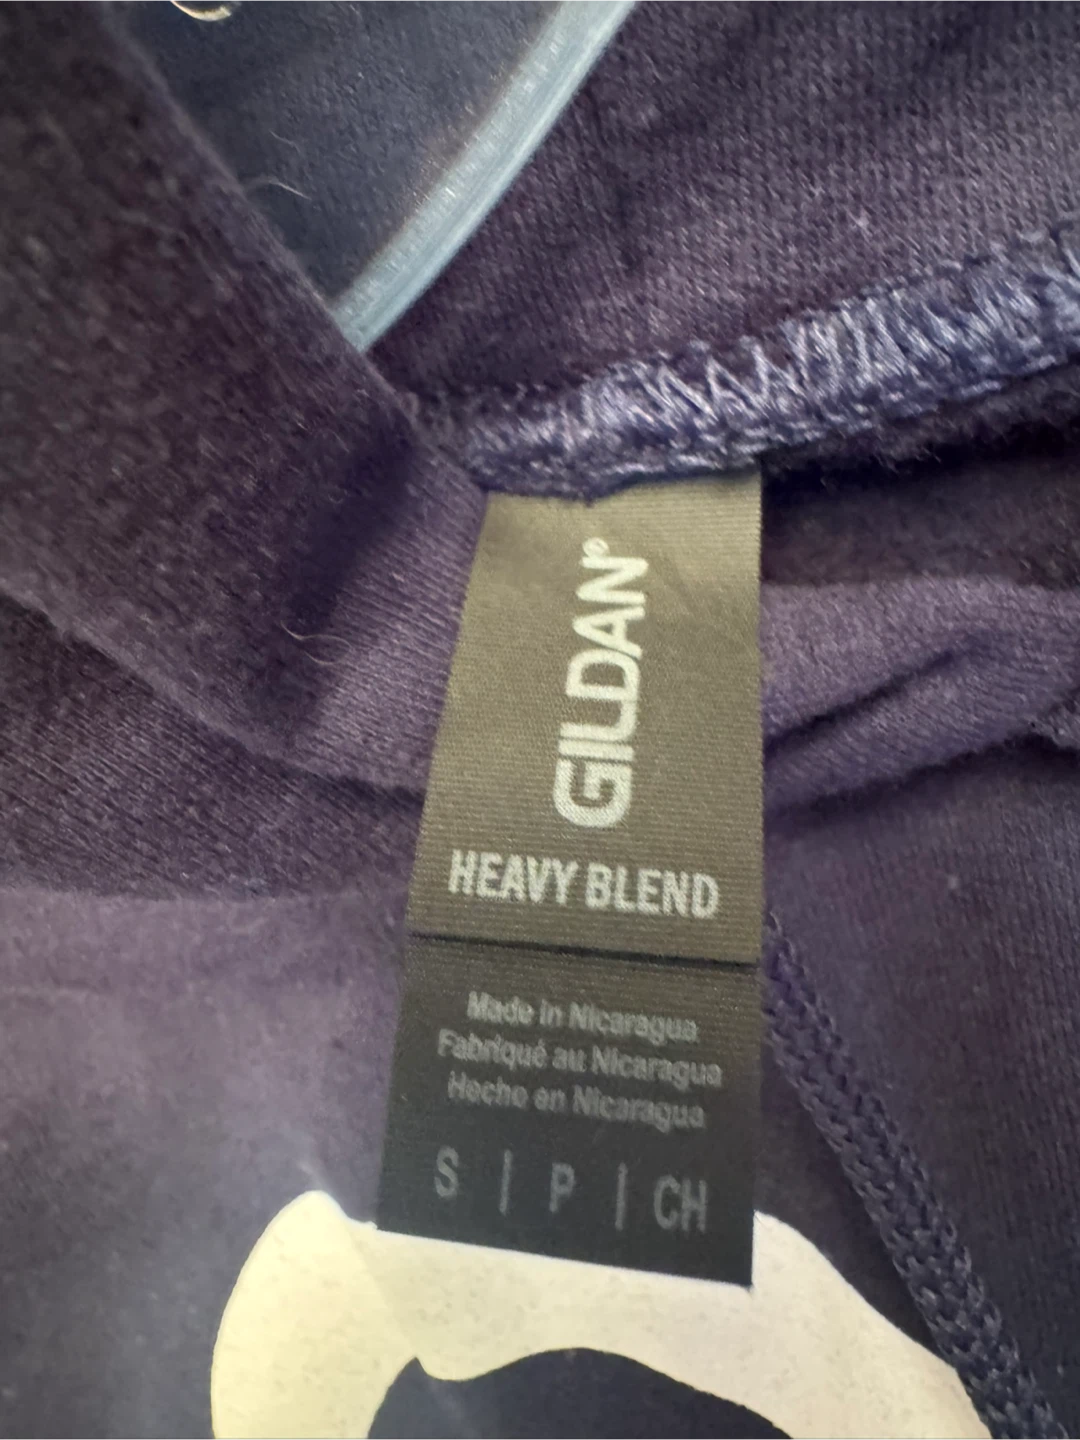 GILDAN®
HEAVY BLEND
Made in Nicaragua
Fabriqué au Nicaragua
Hecho en Nicaragua
S | P | CH